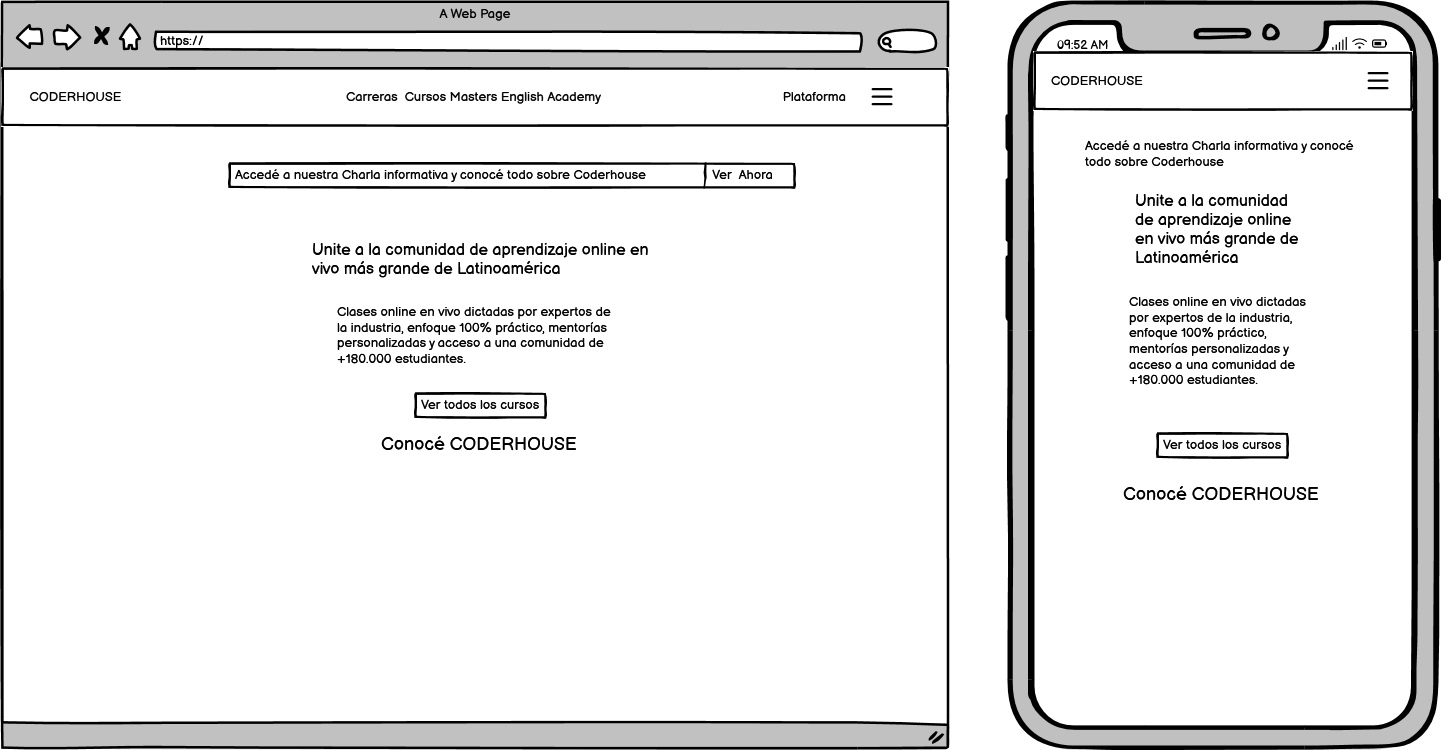 A Web Page
https://
CODERHOUSE
Carreras Cursos Masters English Academy
Plataforma
Accedé a nuestra Charla informativa y conocé todo sobre Coderhouse
Ver Ahora
Unite a la comunidad de aprendizaje online en
vivo más grande de Latinoamérica
Clases online en vivo dictadas por expertos de
la industria, enfoque 100% práctico, mentorías
personalizadas y acceso a una comunidad de
+180.000 estudiantes.
Ver todos los cursos
Conocé CODERHOUSE
09:52 AM
CODERHOUSE
Accedé a nuestra Charla informativa y conocé
todo sobre Coderhouse
Unite a la comunidad
de aprendizaje online
en vivo más grande de
Latinoamérica
Clases online en vivo dictadas
por expertos de la industria,
enfoque 100% práctico,
mentorías personalizadas y
acceso a una comunidad de
+180.000 estudiantes.
Ver todos los cursos
Conocé CODERHOUSE